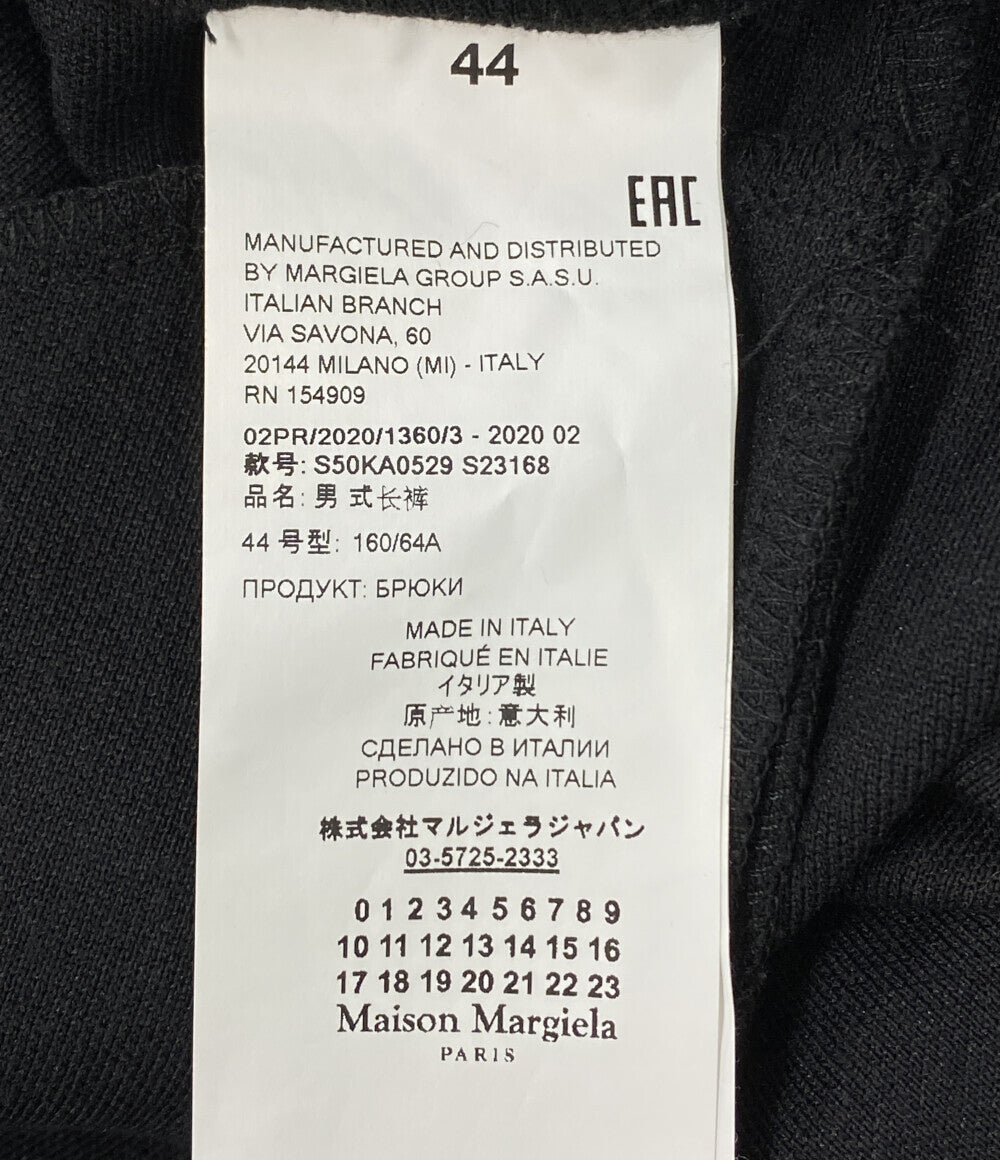 44
EAC
MANUFACTURED AND DISTRIBUTED
BY MARGIELA GROUP S.A.S.U.
ITALIAN BRANCH
VIA SAVONA, 60
20144 MILANO (MI) - ITALY
RN 154909
02PR/2020/1360/3 - 2020 02
款号: S50KA0529 S23168
品名: 男 式长裤
44 号型: 160/64A
ПРОДУКТ: БРЮКИ
MADE IN ITALY
FABRIQUÉ EN ITALIE
イタリア製
原产地: 意大利
СДЕЛАНО В ИТАЛИИ
PRODUZIDO NA ITALIA
株式会社マルジェラジャパン
03-5725-2333
0 1 2 3 4 5 6 7 8 9
10 11 12 13 14 15 16
17 18 19 20 21 22 23
Maison Margiela
PARIS